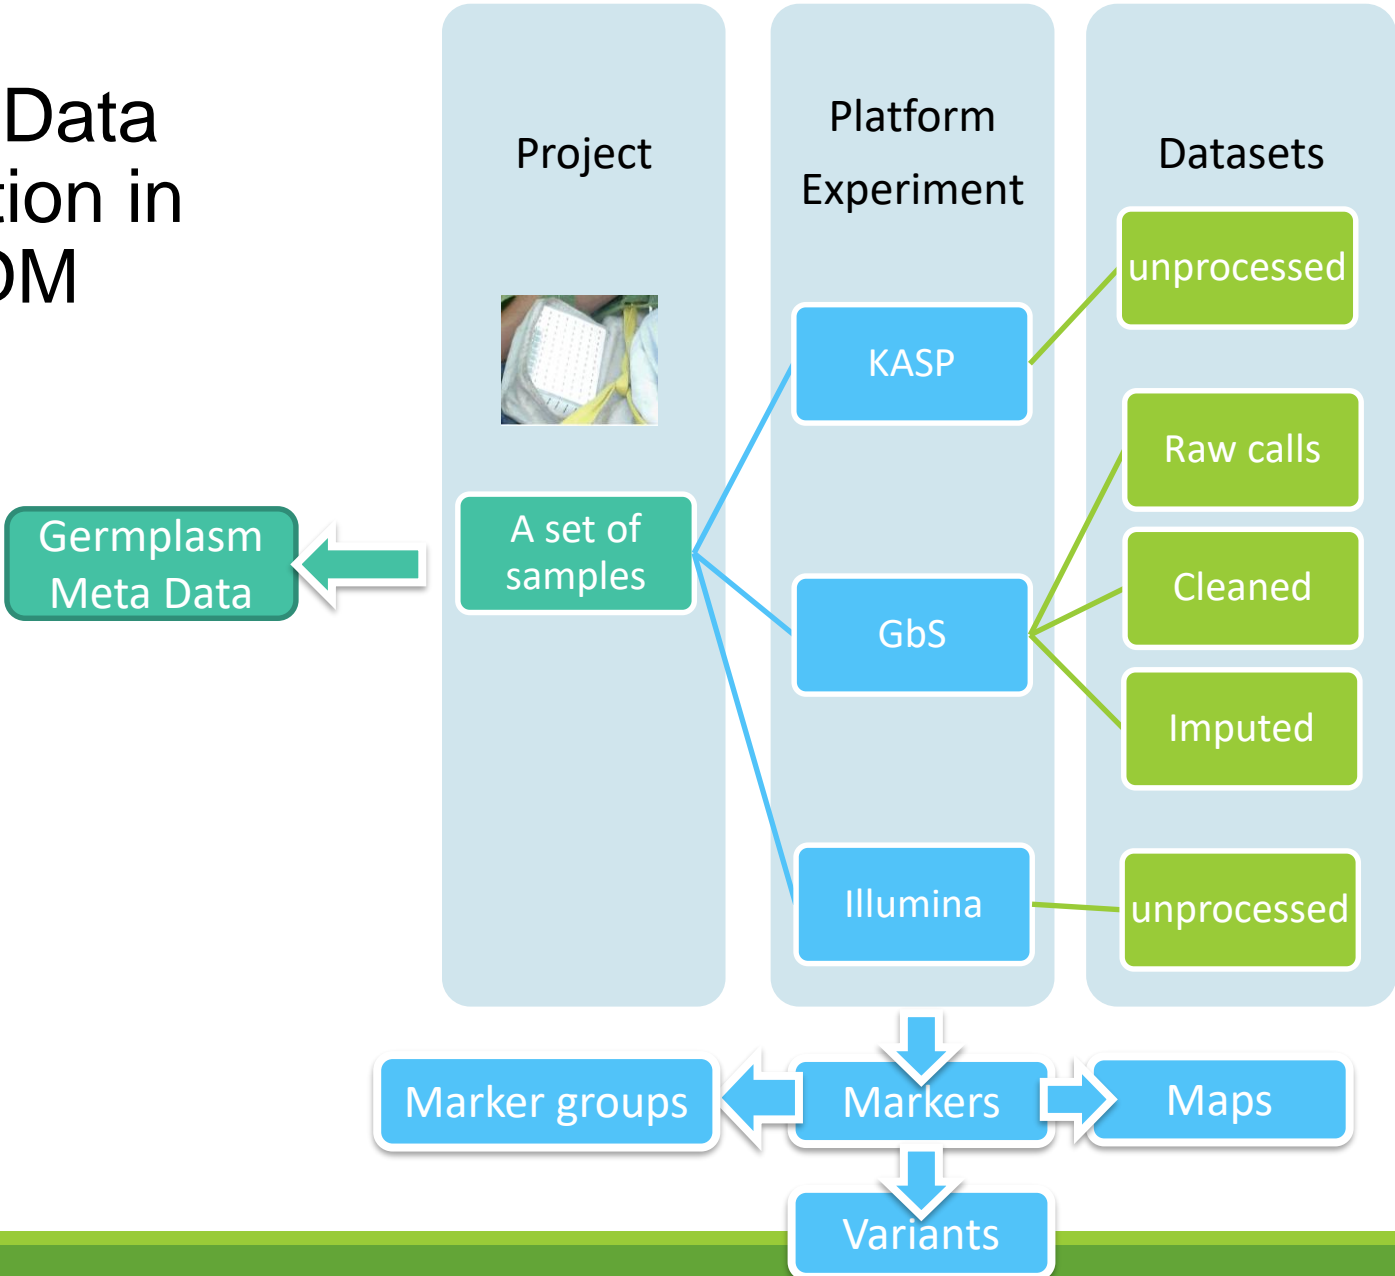 Data
tion in
DM
Project
Platform
Experiment
Datasets
unprocessed
KASP
Raw calls
Germplasm
Meta Data
A set of
samples
Cleaned
GbS
Imputed
Illumina
unprocessed
Marker groups
Markers
Maps
Variants